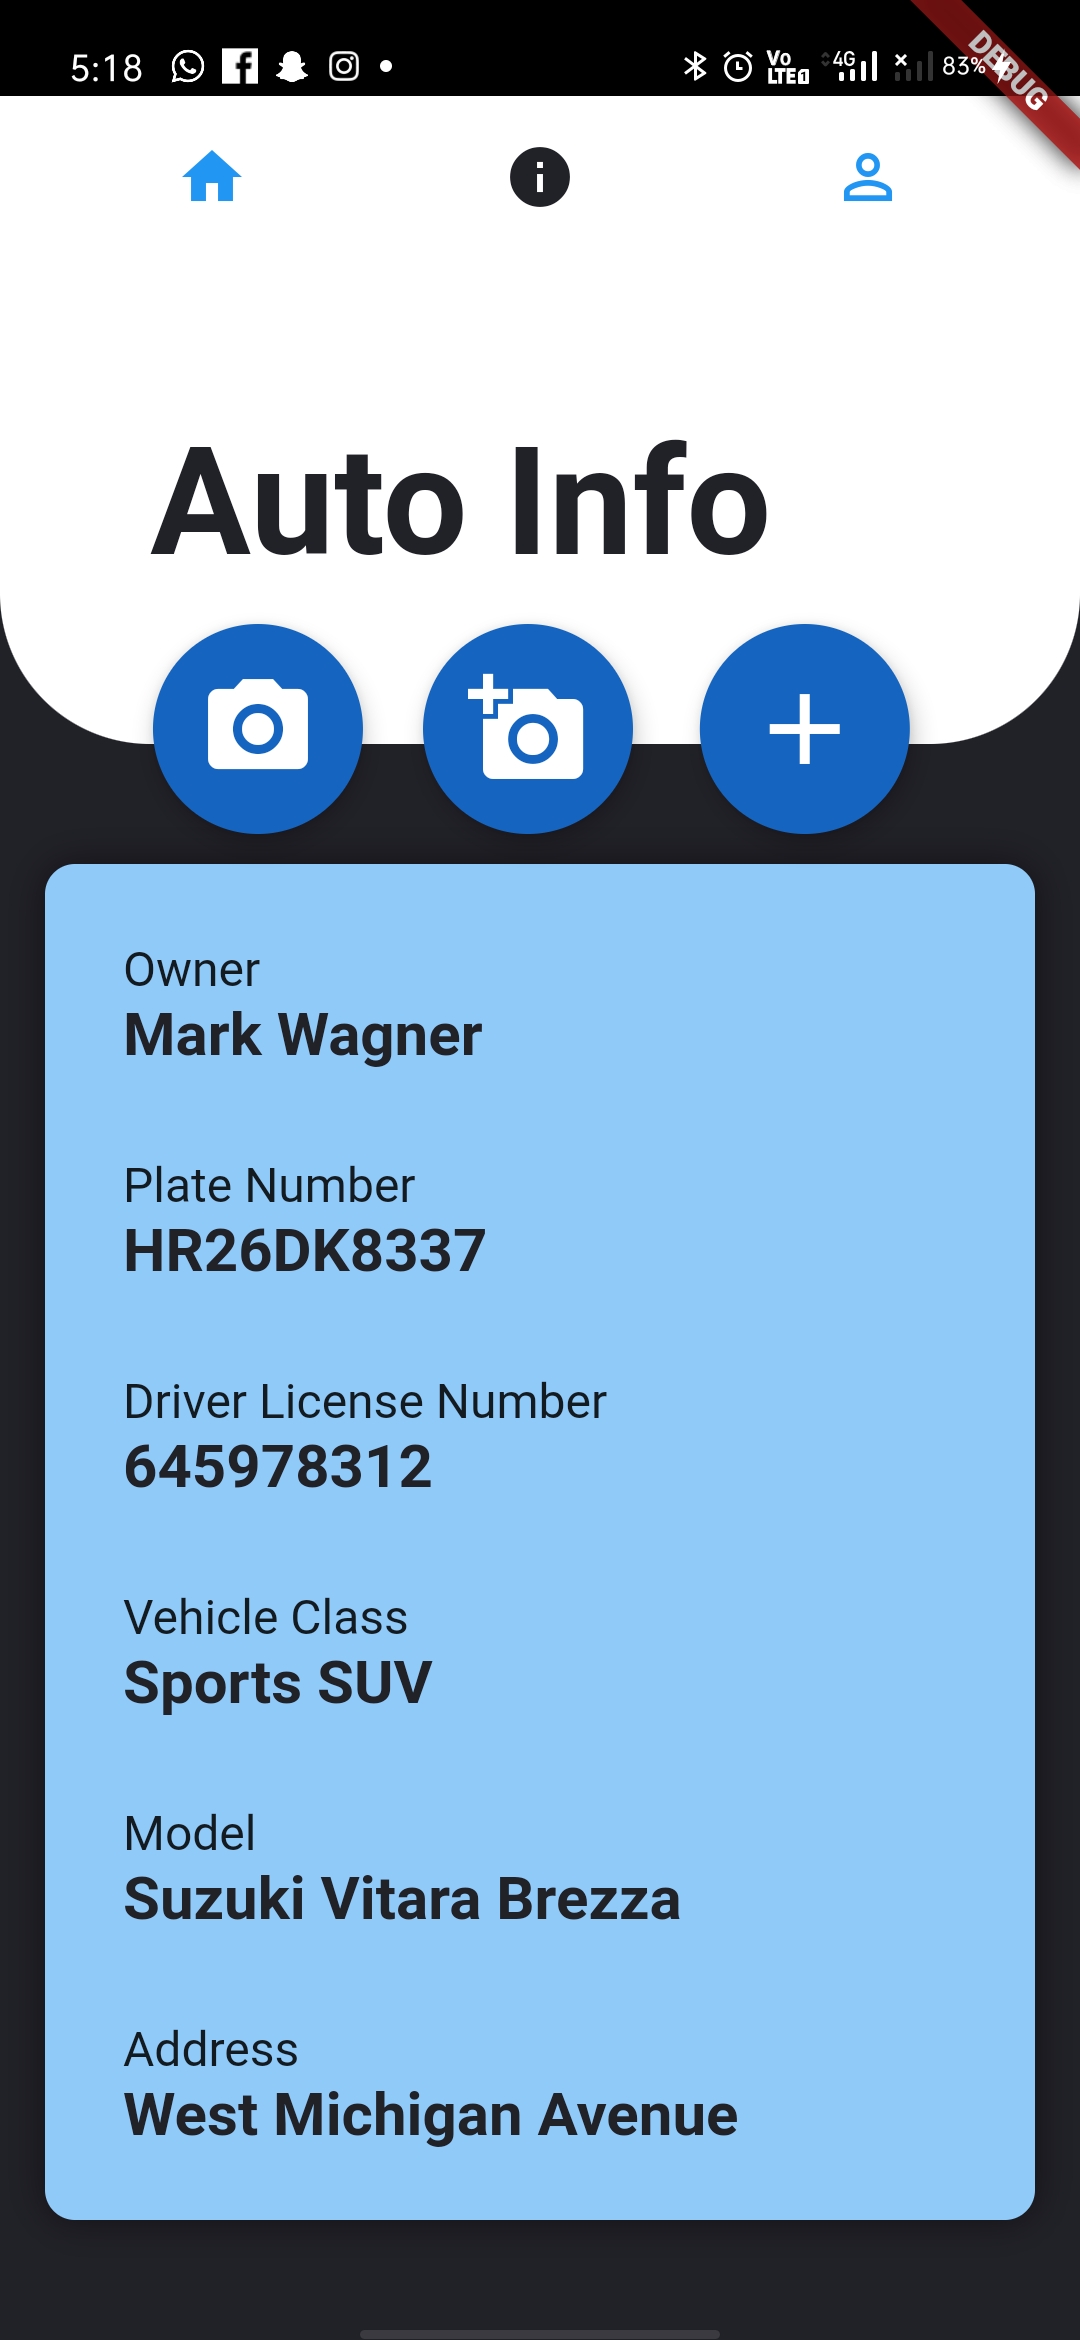 5:18
Vo
LTE1
4G
83%
DEBUG
Auto Info
Owner
Mark Wagner
Plate Number
HR26DK8337
Driver License Number
645978312
Vehicle Class
Sports SUV
Model
Suzuki Vitara Brezza
Address
West Michigan Avenue